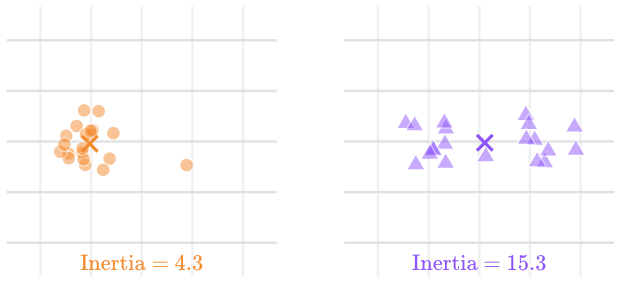 Inertia = 4.3
Inertia = 15.3